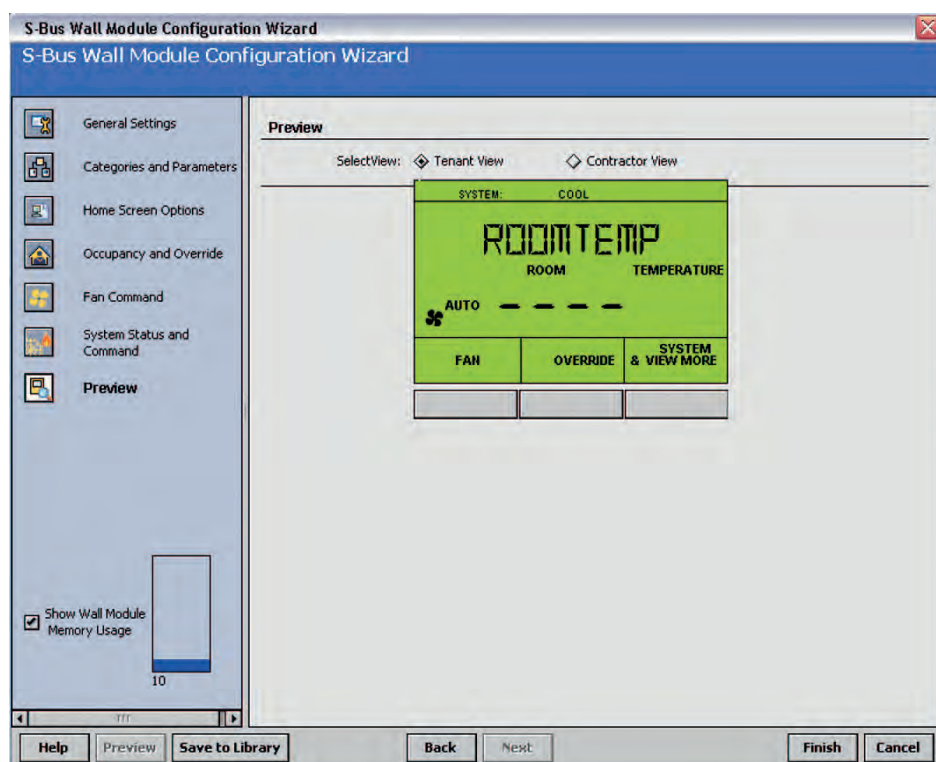 S-Bus Wall Module Configuration Wizard
S-Bus Wall Module Configuration Wizard
General Settings
Categories and Parameters
Home Screen Options
Occupancy and Override
Fan Command
System Status and
Command
Preview
Show Wall Module
Memory Usage
10
Preview
SelectView: Tenant View Contractor View
SYSTEM: COOL
ROOMTEMP
ROOM TEMPERATURE
AUTO – – – –
FAN OVERRIDE SYSTEM
& VIEW MORE
Help Preview Save to Library Back Next Finish Cancel